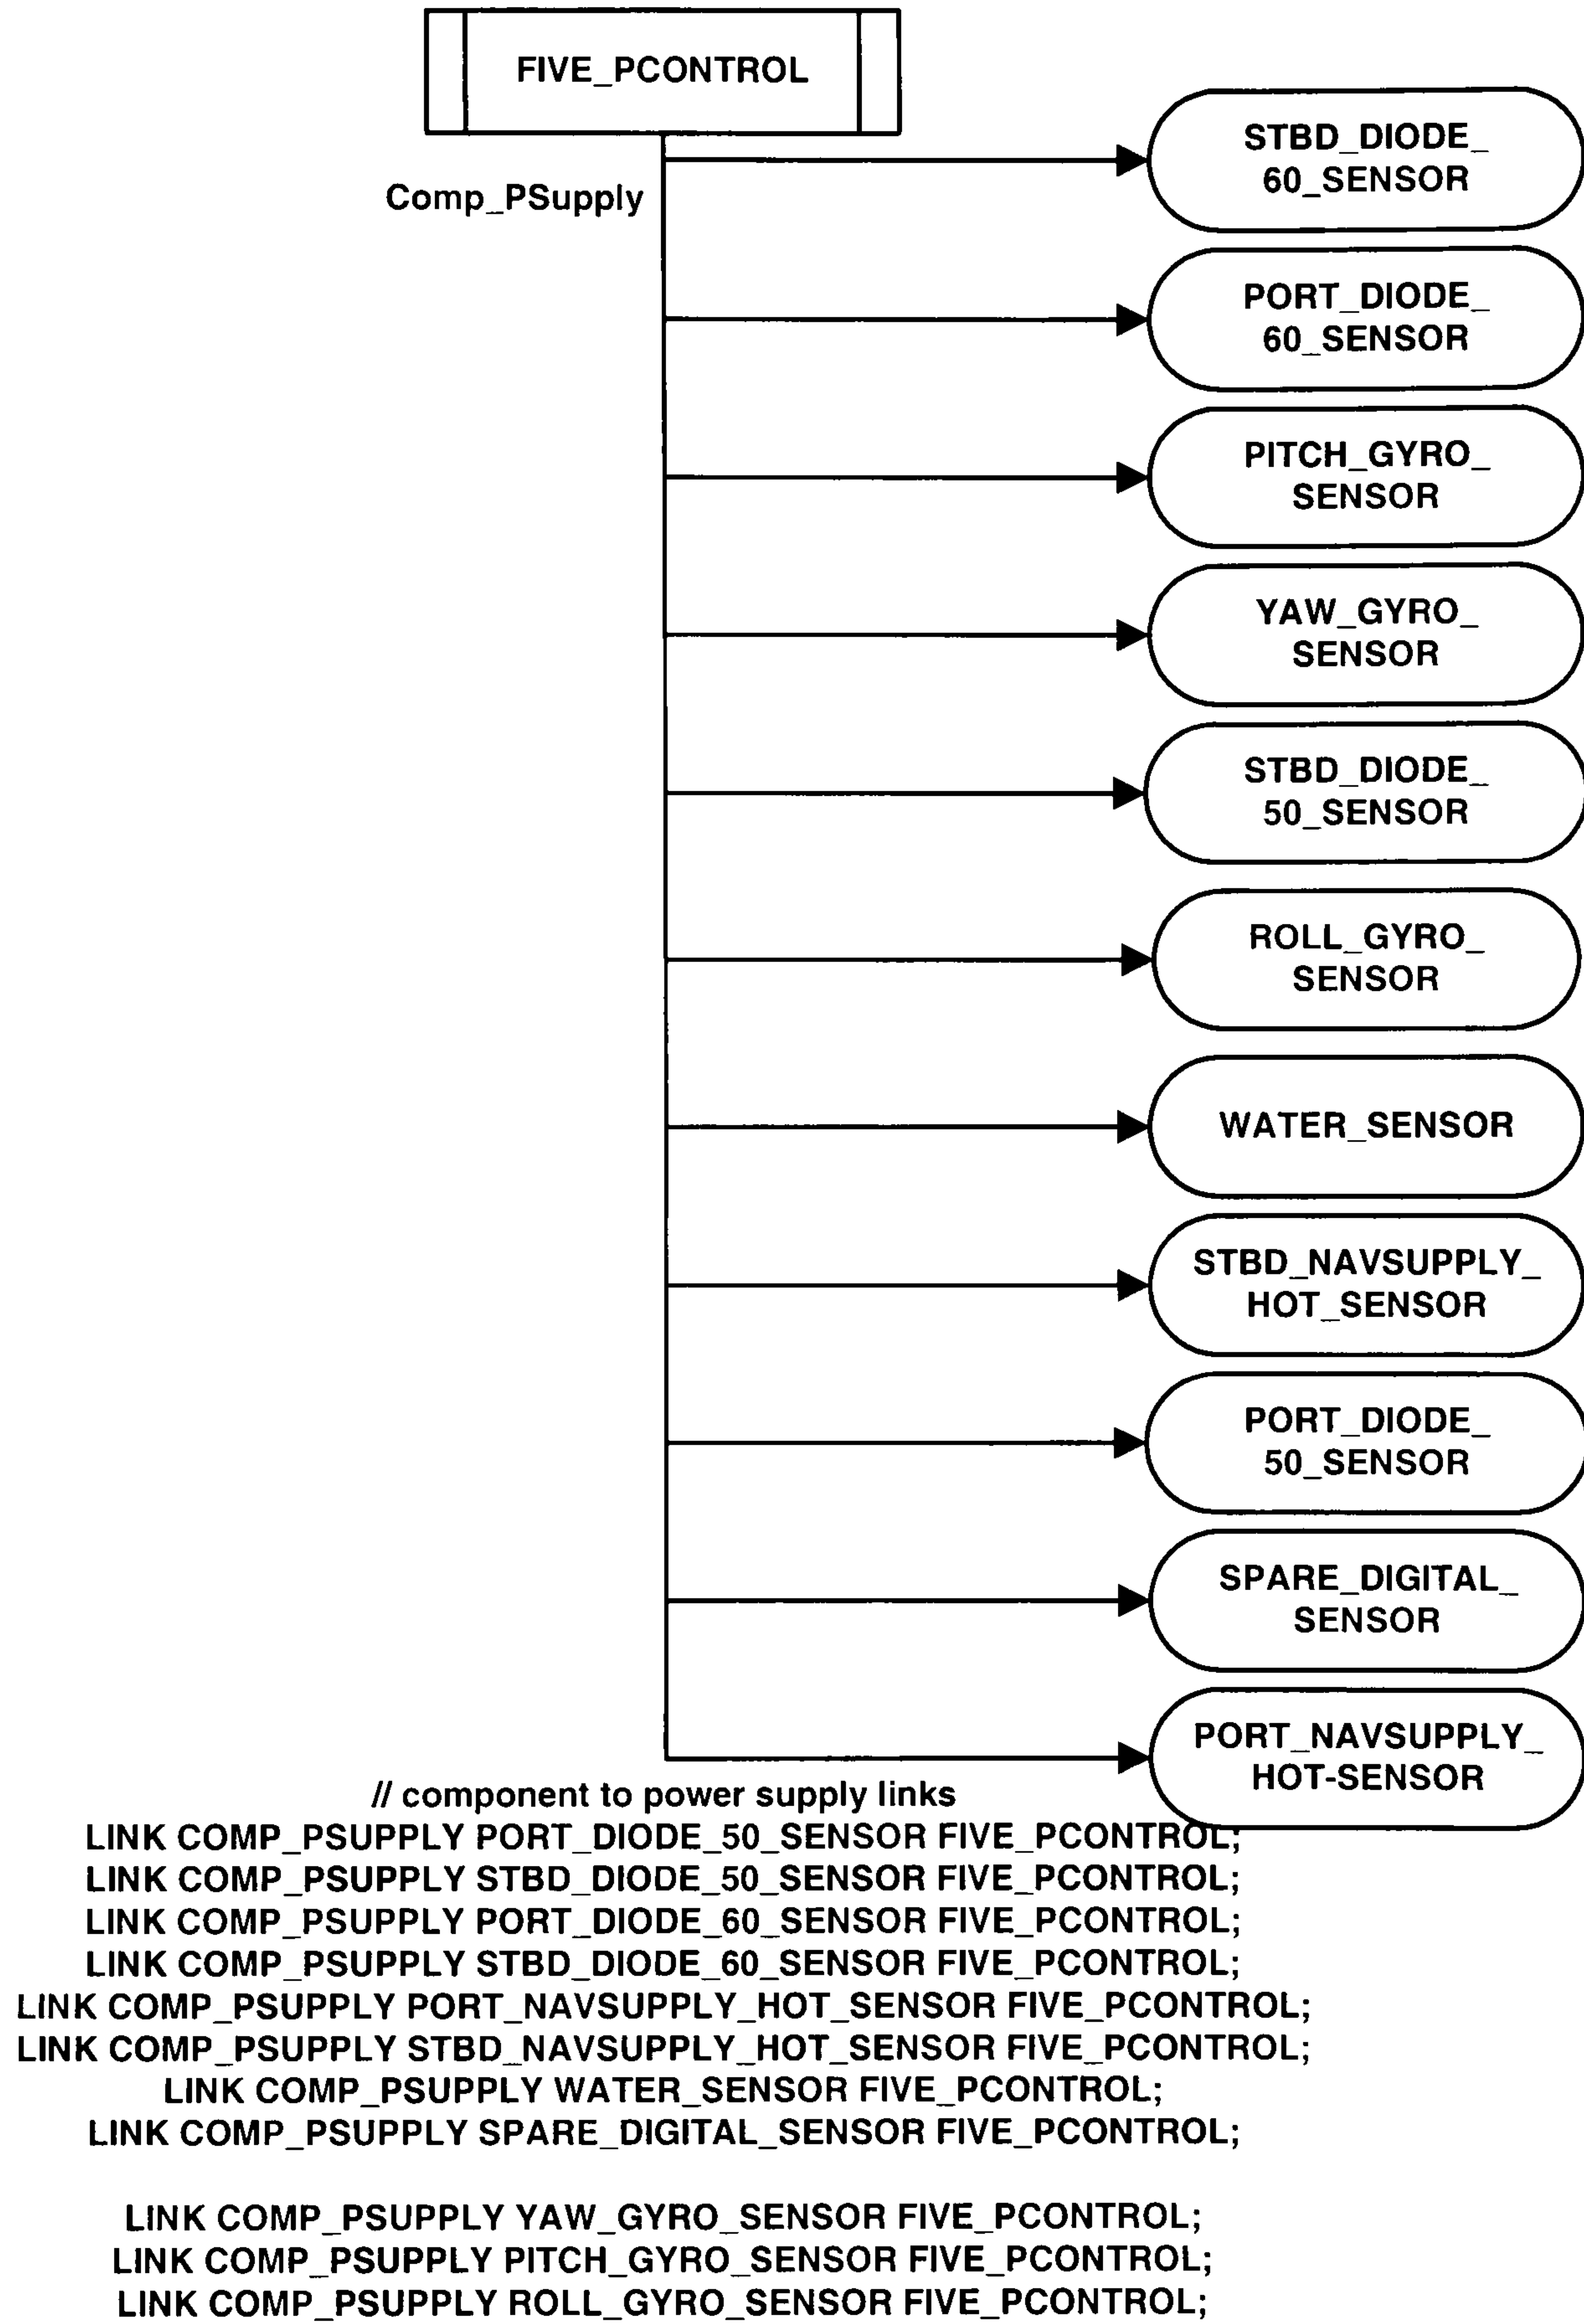 FIVE_PCONTROL
Comp_PSupply
STBD_DIODE_
60_SENSOR
PORT_DIODE_
60_SENSOR
PITCH_GYRO_
SENSOR
YAW_GYRO_
SENSOR
STBD_DIODE_
50_SENSOR
ROLL_GYRO_
SENSOR
WATER_SENSOR
STBD_NAVSUPPLY_
HOT_SENSOR
PORT_DIODE_
50_SENSOR
SPARE_DIGITAL_
SENSOR
PORT_NAVSUPPLY_
HOT-SENSOR
// component to power supply links
LINK COMP_PSUPPLY PORT_DIODE_50_SENSOR FIVE_PCONTROL;
LINK COMP_PSUPPLY STBD_DIODE_50_SENSOR FIVE_PCONTROL;
LINK COMP_PSUPPLY PORT_DIODE_60_SENSOR FIVE_PCONTROL;
LINK COMP_PSUPPLY STBD_DIODE_60_SENSOR FIVE_PCONTROL;
LINK COMP_PSUPPLY PORT_NAVSUPPLY_HOT_SENSOR FIVE_PCONTROL;
LINK COMP_PSUPPLY STBD_NAVSUPPLY_HOT_SENSOR FIVE_PCONTROL;
LINK COMP_PSUPPLY WATER_SENSOR FIVE_PCONTROL;
LINK COMP_PSUPPLY SPARE_DIGITAL_SENSOR FIVE_PCONTROL;
LINK COMP_PSUPPLY YAW_GYRO_SENSOR FIVE_PCONTROL;
LINK COMP_PSUPPLY PITCH_GYRO_SENSOR FIVE_PCONTROL;
LINK COMP_PSUPPLY ROLL_GYRO_SENSOR FIVE_PCONTROL;